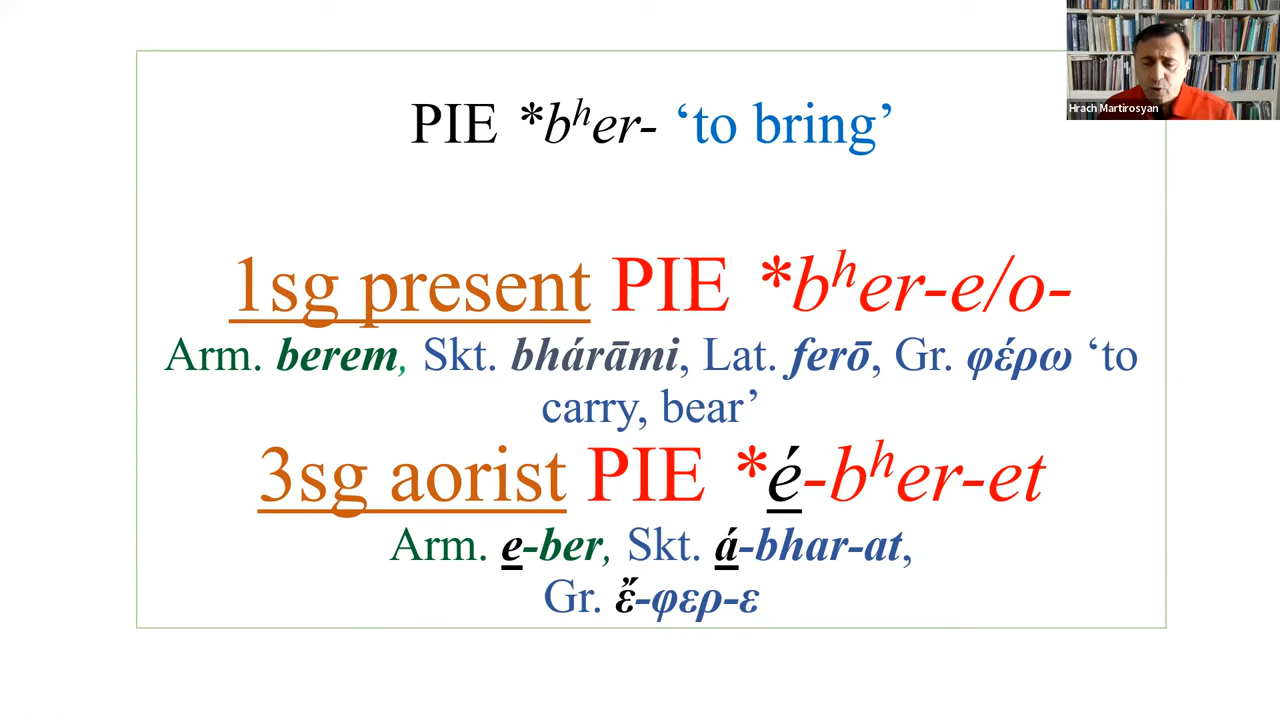 Hrach Martirosyan
PIE *bʰer- ‘to bring’
1sg present PIE *bʰer-e/o-
Arm. berem, Skt. bhárāmi, Lat. ferō, Gr. φέρω ‘to
carry, bear’
3sg aorist PIE *é-bʰer-et
Arm. e-ber, Skt. á-bhar-at,
Gr. ἔ-φερ-ε